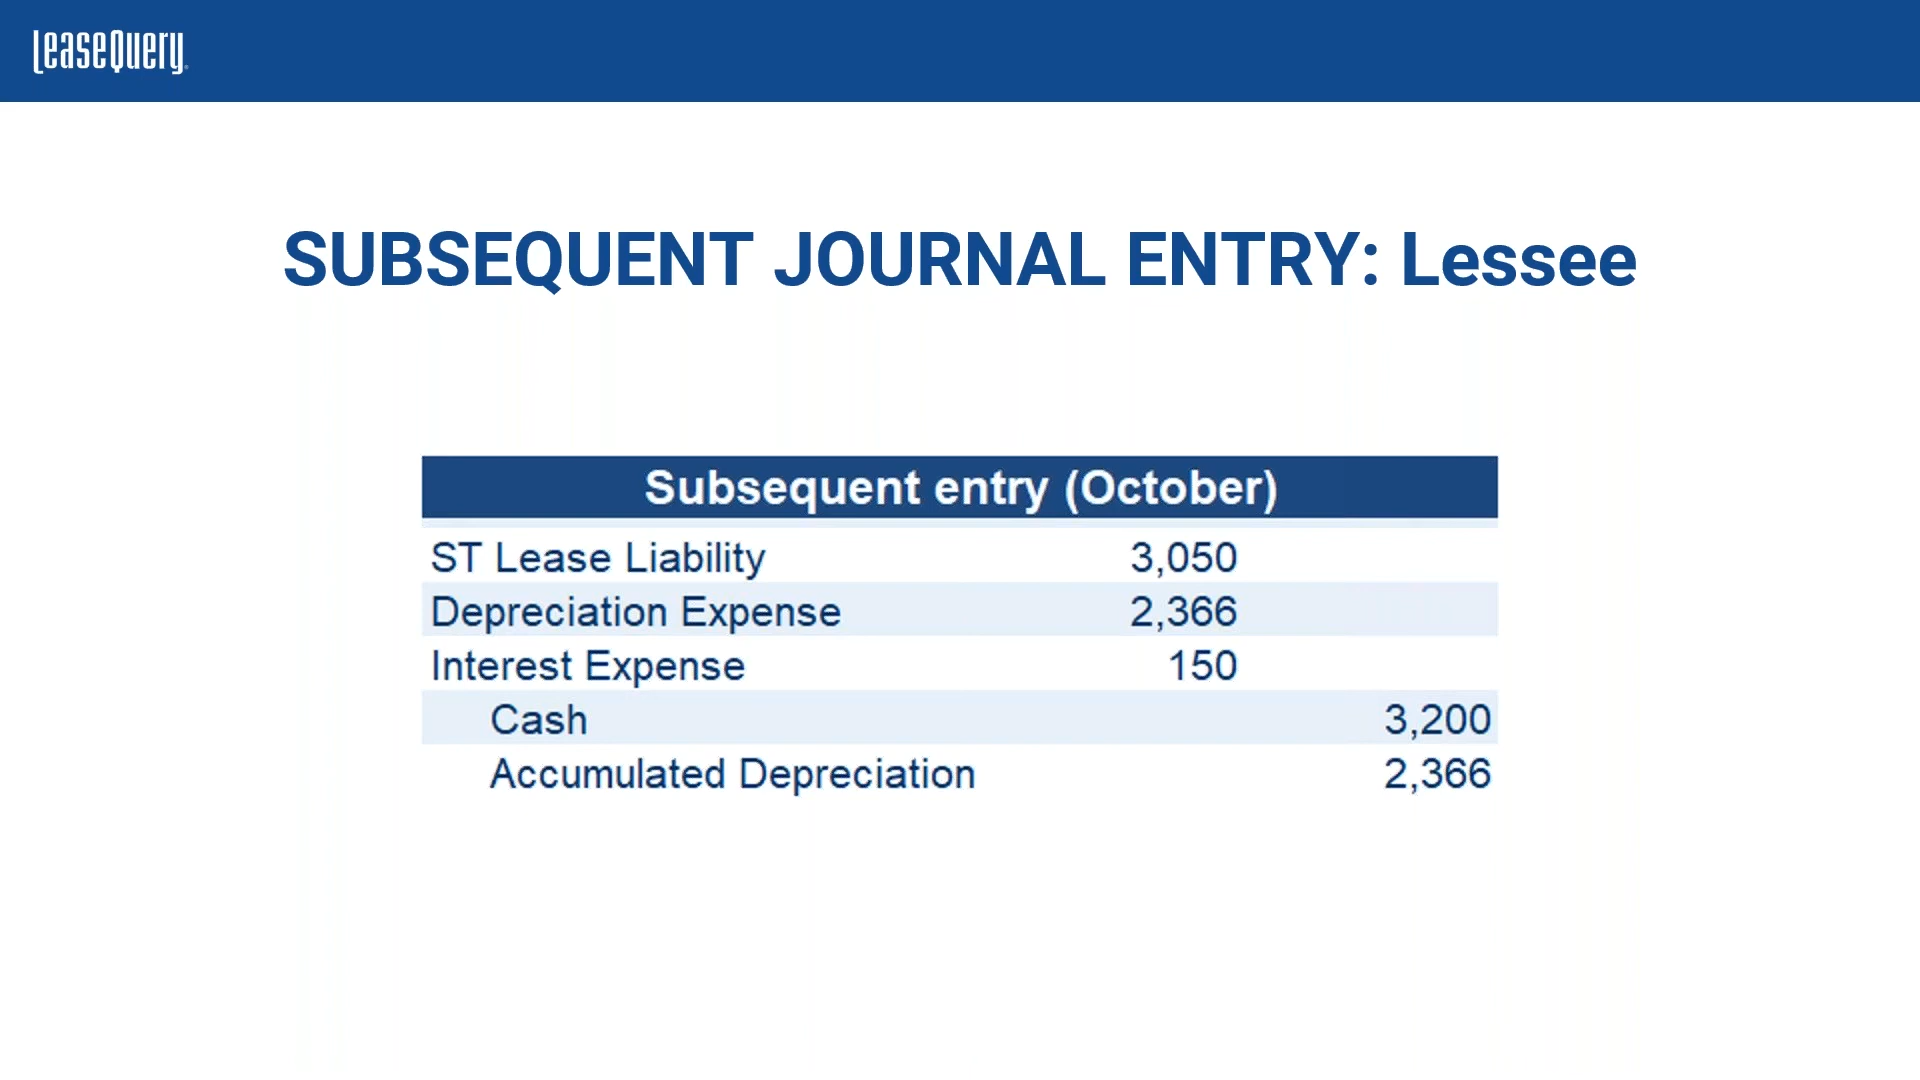 LeaseQuery
SUBSEQUENT JOURNAL ENTRY: Lessee
Subsequent entry (October)
ST Lease Liability 3,050
Depreciation Expense 2,366
Interest Expense 150
Cash 3,200
Accumulated Depreciation 2,366